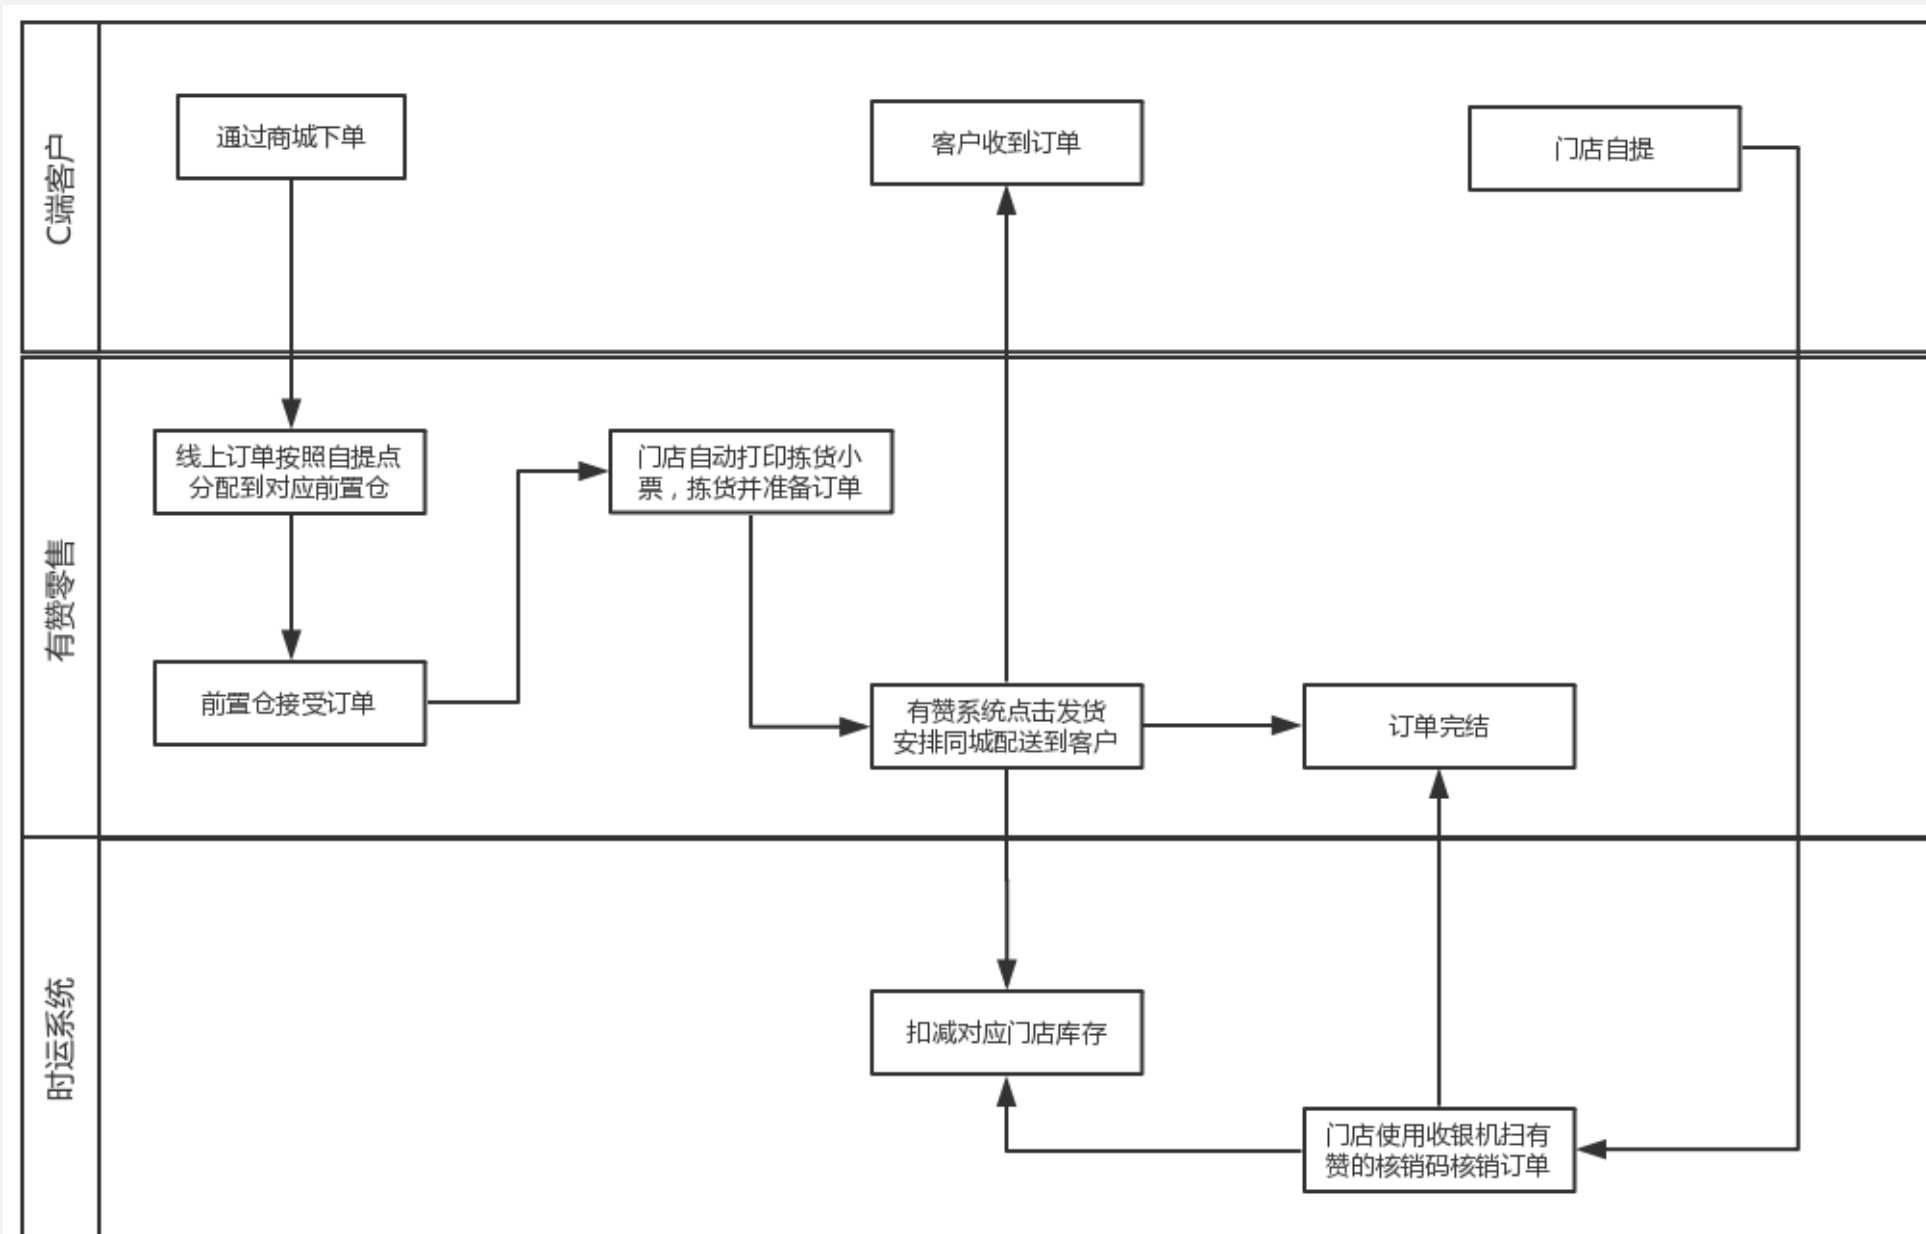 C端客户
通过商城下单
客户收到订单
门店自提
有赞零售
线上订单按照自提点
分配到对应前置仓
门店自动打印拣货小
票，拣货并准备订单
前置仓接受订单
有赞系统点击发货
安排同城配送到客户
订单完结
时运系统
扣减对应门店库存
门店使用收银机扫有
赞的核销码核销订单